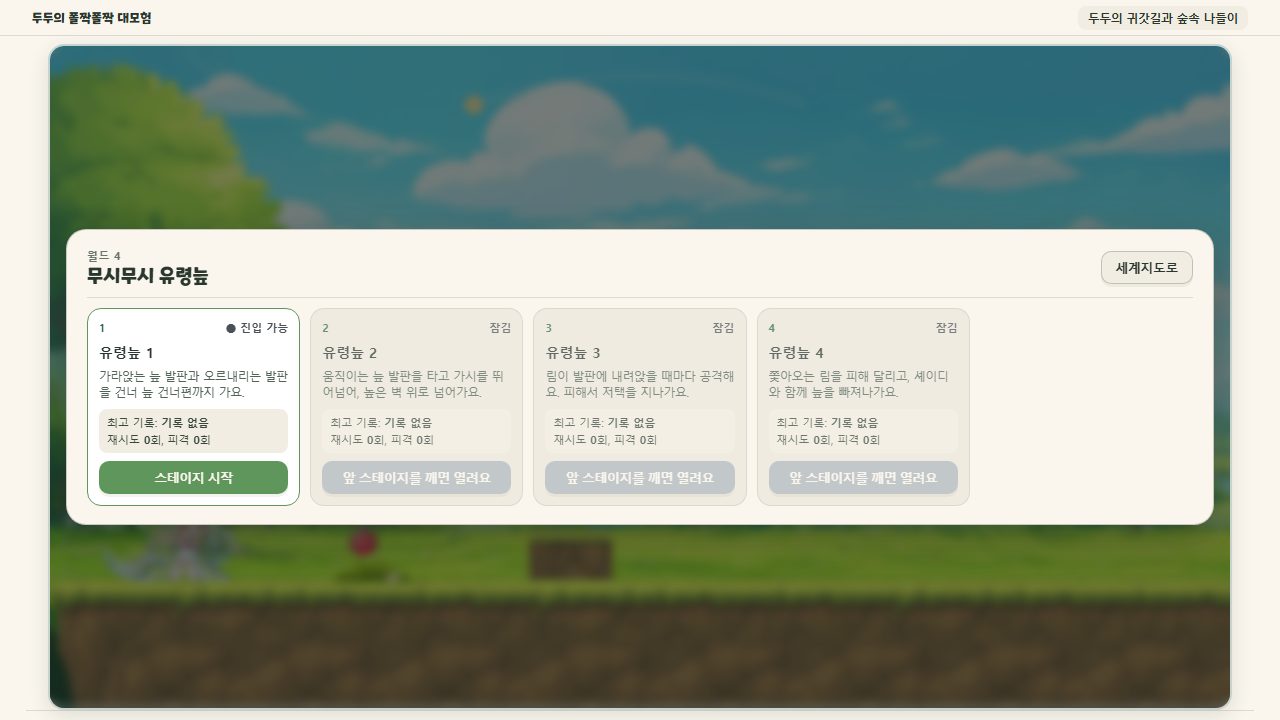 두두의 폴짝폴짝 대모험
두두의 귀갓길과 숲속 나들이
월드 4
무시무시 유령늪
세계지도로
1
● 진입 가능
유령늪 1
가라앉는 늪 발판과 오르내리는 발판
을 건너 늪 건너편까지 가요.
최고 기록: 기록 없음
재시도 0회, 피격 0회
스테이지 시작
2
잠김
유령늪 2
움직이는 늪 발판을 타고 가시를 뛰
어넘어, 높은 벽 위로 넘어가요.
최고 기록: 기록 없음
재시도 0회, 피격 0회
앞 스테이지를 깨면 열려요
3
잠김
유령늪 3
림이 발판에 내려앉을 때마다 공격해
요. 피해서 저택을 지나가요.
최고 기록: 기록 없음
재시도 0회, 피격 0회
앞 스테이지를 깨면 열려요
4
잠김
유령늪 4
쫓아오는 림을 피해 달리고, 셰이디
와 함께 늪을 빠져나가요.
최고 기록: 기록 없음
재시도 0회, 피격 0회
앞 스테이지를 깨면 열려요